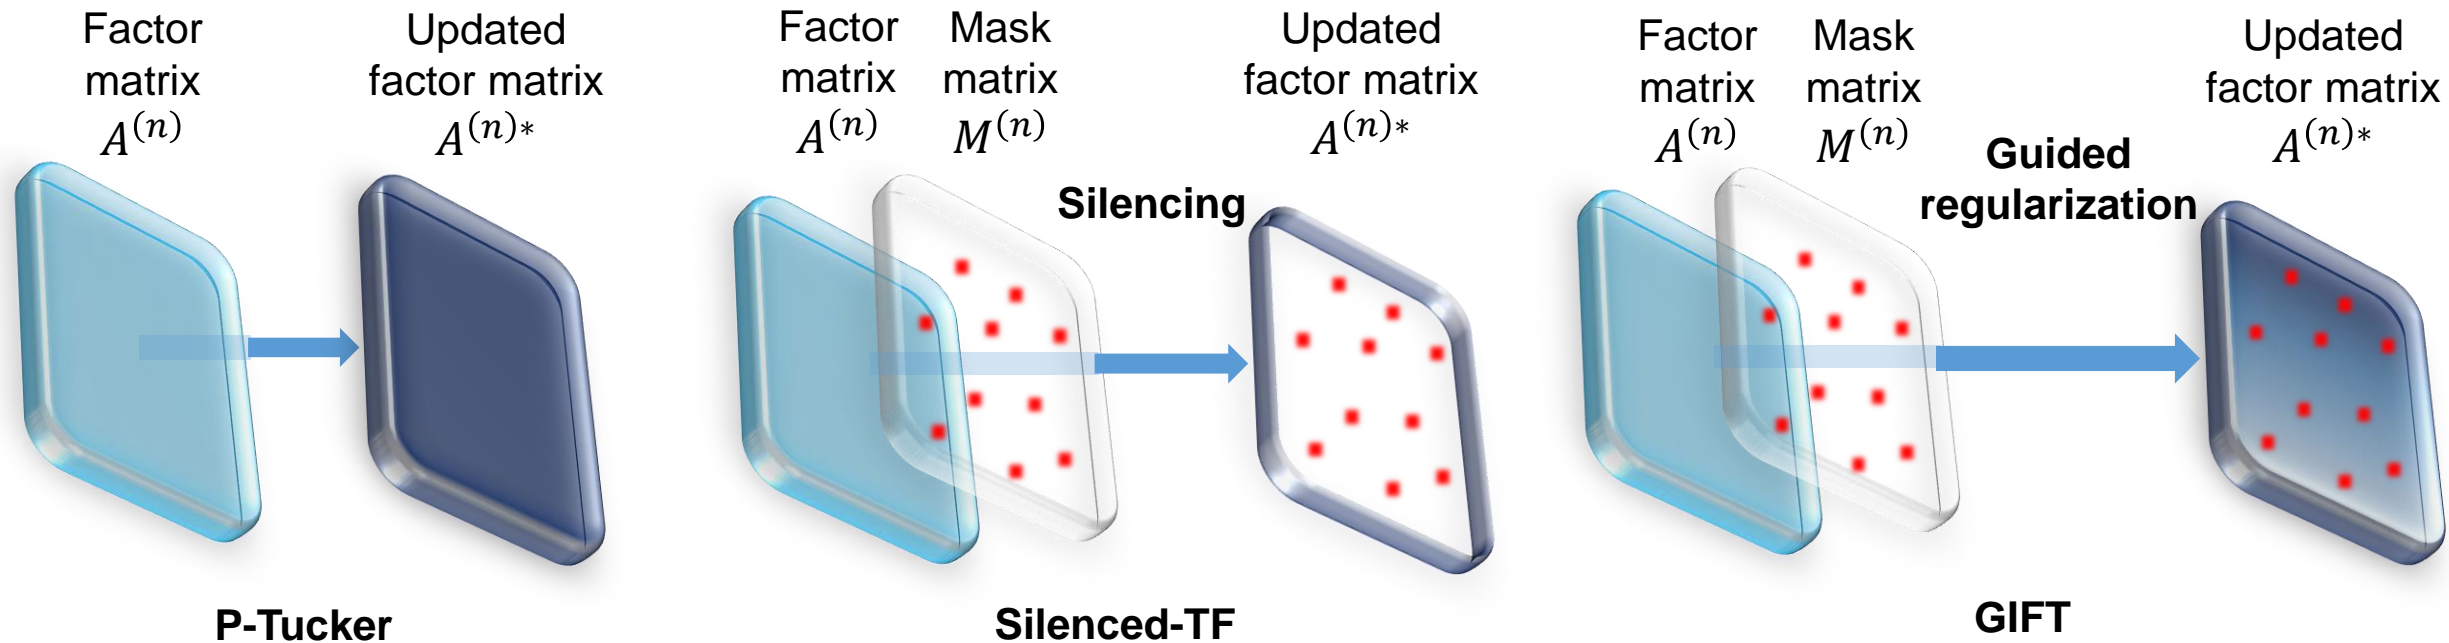 Factor
matrix
A^(n)
Updated
factor matrix
A^(n)*
P-Tucker
Factor
matrix
A^(n)
Mask
matrix
M^(n)
Silencing
Updated
factor matrix
A^(n)*
Silenced-TF
Factor
matrix
A^(n)
Mask
matrix
M^(n)
Guided
regularization
Updated
factor matrix
A^(n)*
GIFT